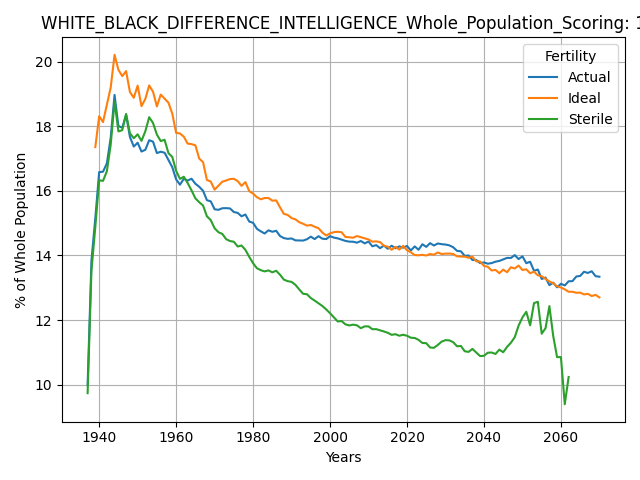 WHITE_BLACK_DIFFERENCE_INTELLIGENCE_Whole_Population_Scoring: 1
Fertility
Actual
Ideal
Sterile
% of Whole Population
20
18
16
14
12
10
1940 1960 1980 2000 2020 2040 2060
Years